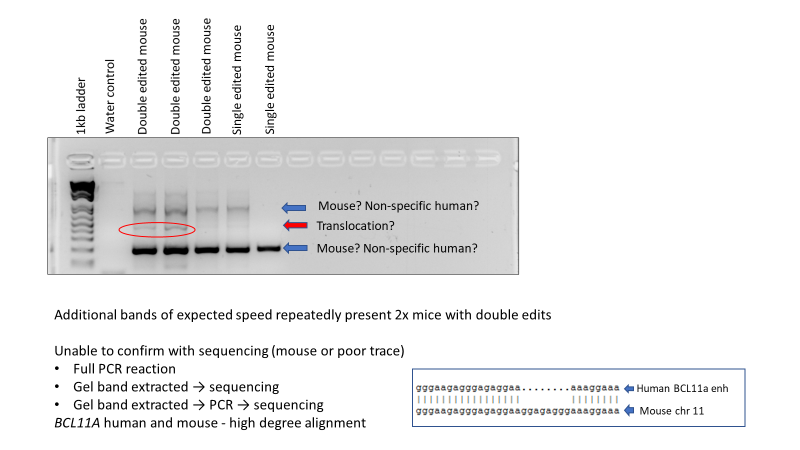 1kb ladder
Water control
Double edited mouse
Double edited mouse
Double edited mouse
Single edited mouse
Single edited mouse
Mouse? Non-specific human?
Translocation?
Mouse? Non-specific human?
Additional bands of expected speed repeatedly present 2x mice with double edits
Unable to confirm with sequencing (mouse or poor trace)
• Full PCR reaction
• Gel band extracted → sequencing
• Gel band extracted → PCR → sequencing
BCL11A human and mouse - high degree alignment
gggaagagggagaggaa........aaaggaaa Human BCL11a enh
gggaagagggagaggaaggagagggaaaggaaa Mouse chr 11